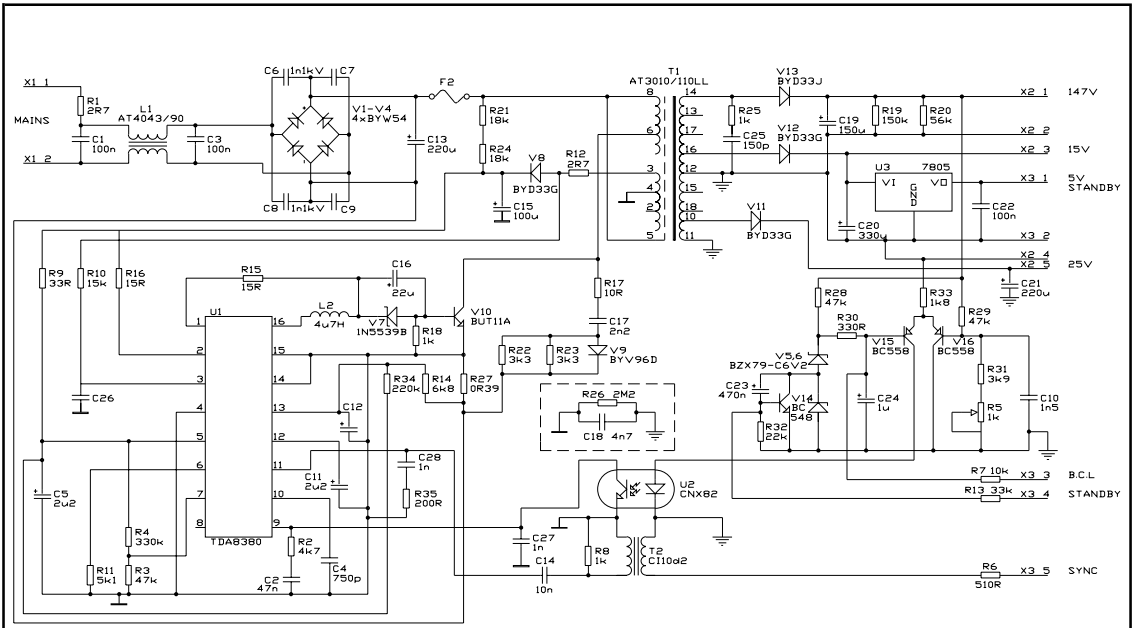 X1 1
R1
2R7
MAINS
C1
100n
X1 2
L1
AT4043/90
C3
100n
C6 1n1kV C7
V1-V4
4xBYW54
C8 1n1kV C9
C13
220u
F2
R21
18k
R24
18k
V8
BYD33G
R12
2R7
C15
100u
T1
AT3010/110LL
8
6
3
4
2
5
14
13
17
16
12
15
18
10
11
R25
1k
C25
150p
V13
BYD33J
V12
BYD33G
V11
BYD33G
C19
150u
R19
150k
R20
56k
U3 7805
VI GND VO
C20
330u
C22
100n
C21
220u
X2 1 147V
X2 2
X2 3 15V
X3 1 5V
STANDBY
X3 2
X2 4
X2 5 25V
R9
33R
R10
15k
R16
15R
R15
15R
C16
22u
L2
4u7H
V7
1N5539B
R18
1k
V10
BUT11A
R17
10R
C17
2n2
R22
3k3
R23
3k3
V9
BYV96D
U1
1
2
3
4
5
6
7
8
16
15
14
13
12
11
10
9
TDA8380
C26
C5
2u2
R11
5k1
R4
330k
R3
47k
R2
4k7
C2
47n
C4
750p
C12
C11
2u2
R34
220k
R14
6k8
R27
0R39
C28
1n
R35
200R
R26 2M2
C18 4n7
C27
1n
C14
10n
R8
1k
U2
CNX82
T2
CI10d2
R28
47k
R30
330R
R33
1k8
R29
47k
V15
BC558
V16
BC558
V5,6
BZX79-C6V2
C23
470n
V14
BC
548
R32
22k
C24
1u
R31
3k9
R5
1k
C10
1n5
R7 10k X3 3 B.C.L
R13 33k X3 4 STANDBY
R6
510R
X3 5 SYNC